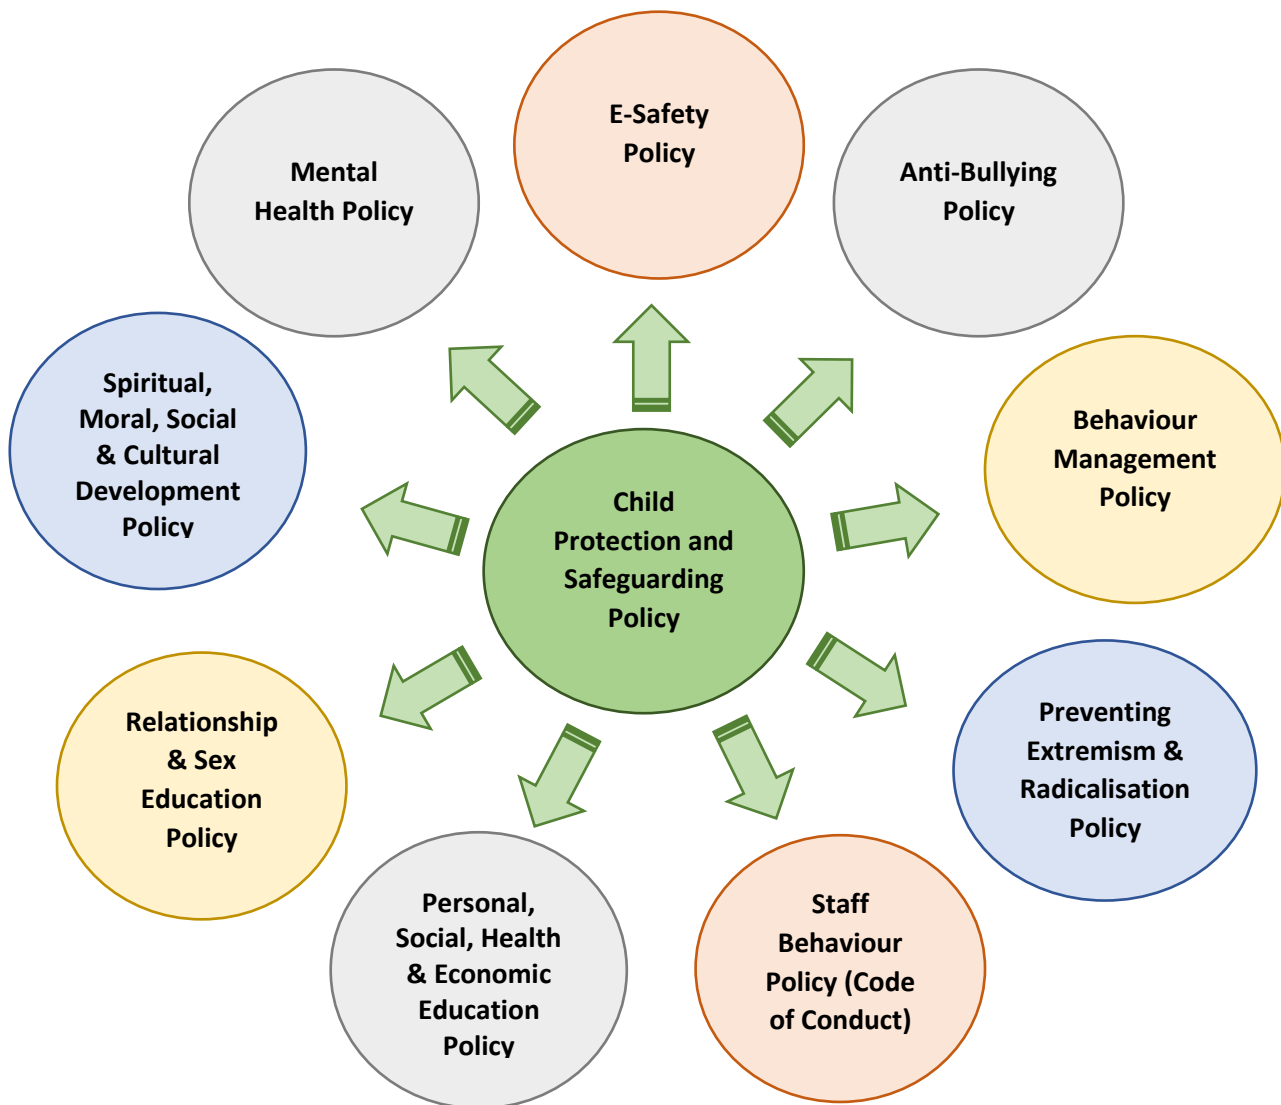 E-Safety
Policy
Mental
Health Policy
Anti-Bullying
Policy
Spiritual,
Moral, Social
& Cultural
Development
Policy
Behaviour
Management
Policy
Child
Protection and
Safeguarding
Policy
Relationship
& Sex
Education
Policy
Preventing
Extremism &
Radicalisation
Policy
Personal,
Social, Health
& Economic
Education
Policy
Staff
Behaviour
Policy (Code
of Conduct)